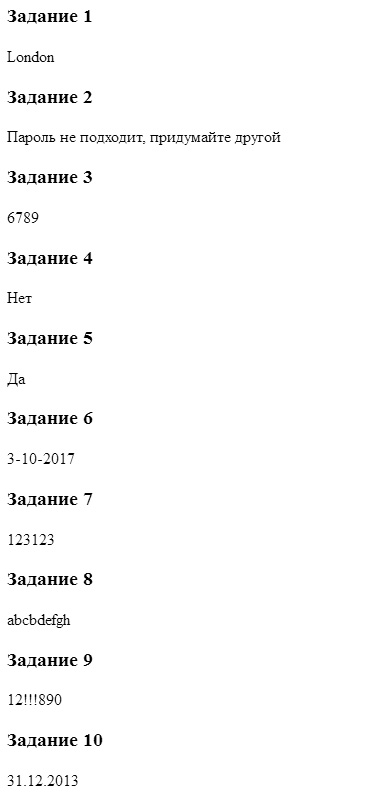 Задание 1
London
Задание 2
Пароль не подходит, придумайте другой
Задание 3
6789
Задание 4
Нет
Задание 5
Да
Задание 6
3-10-2017
Задание 7
123123
Задание 8
abcbdefgh
Задание 9
12!!!890
Задание 10
31.12.2013